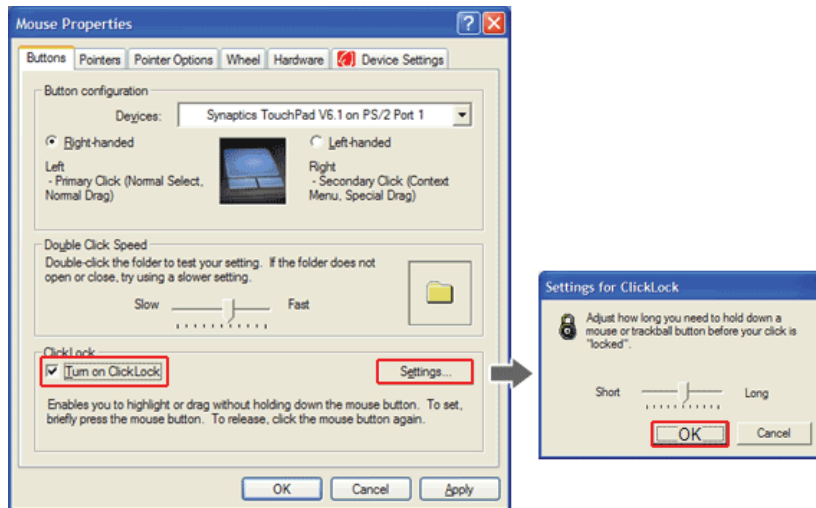 Mouse Properties
Buttons Pointers Pointer Options Wheel Hardware Device Settings
Button configuration
Devices: Synaptics TouchPad V6.1 on PS/2 Port 1
Right-handed
Left-handed
Left
- Primary Click (Normal Select,
Normal Drag)
Right
- Secondary Click (Context
Menu, Special Drag)
Double Click Speed
Double-click the folder to test your setting. If the folder does not
open or close, try using a slower setting.
Slow Fast
ClickLock
Turn on ClickLock
Settings...
Enables you to highlight or drag without holding down the mouse button. To set,
briefly press the mouse button. To release, click the mouse button again.
OK Cancel Apply
Settings for ClickLock
Adjust how long you need to hold down a
mouse or trackball button before your click is
"locked".
Short Long
OK Cancel